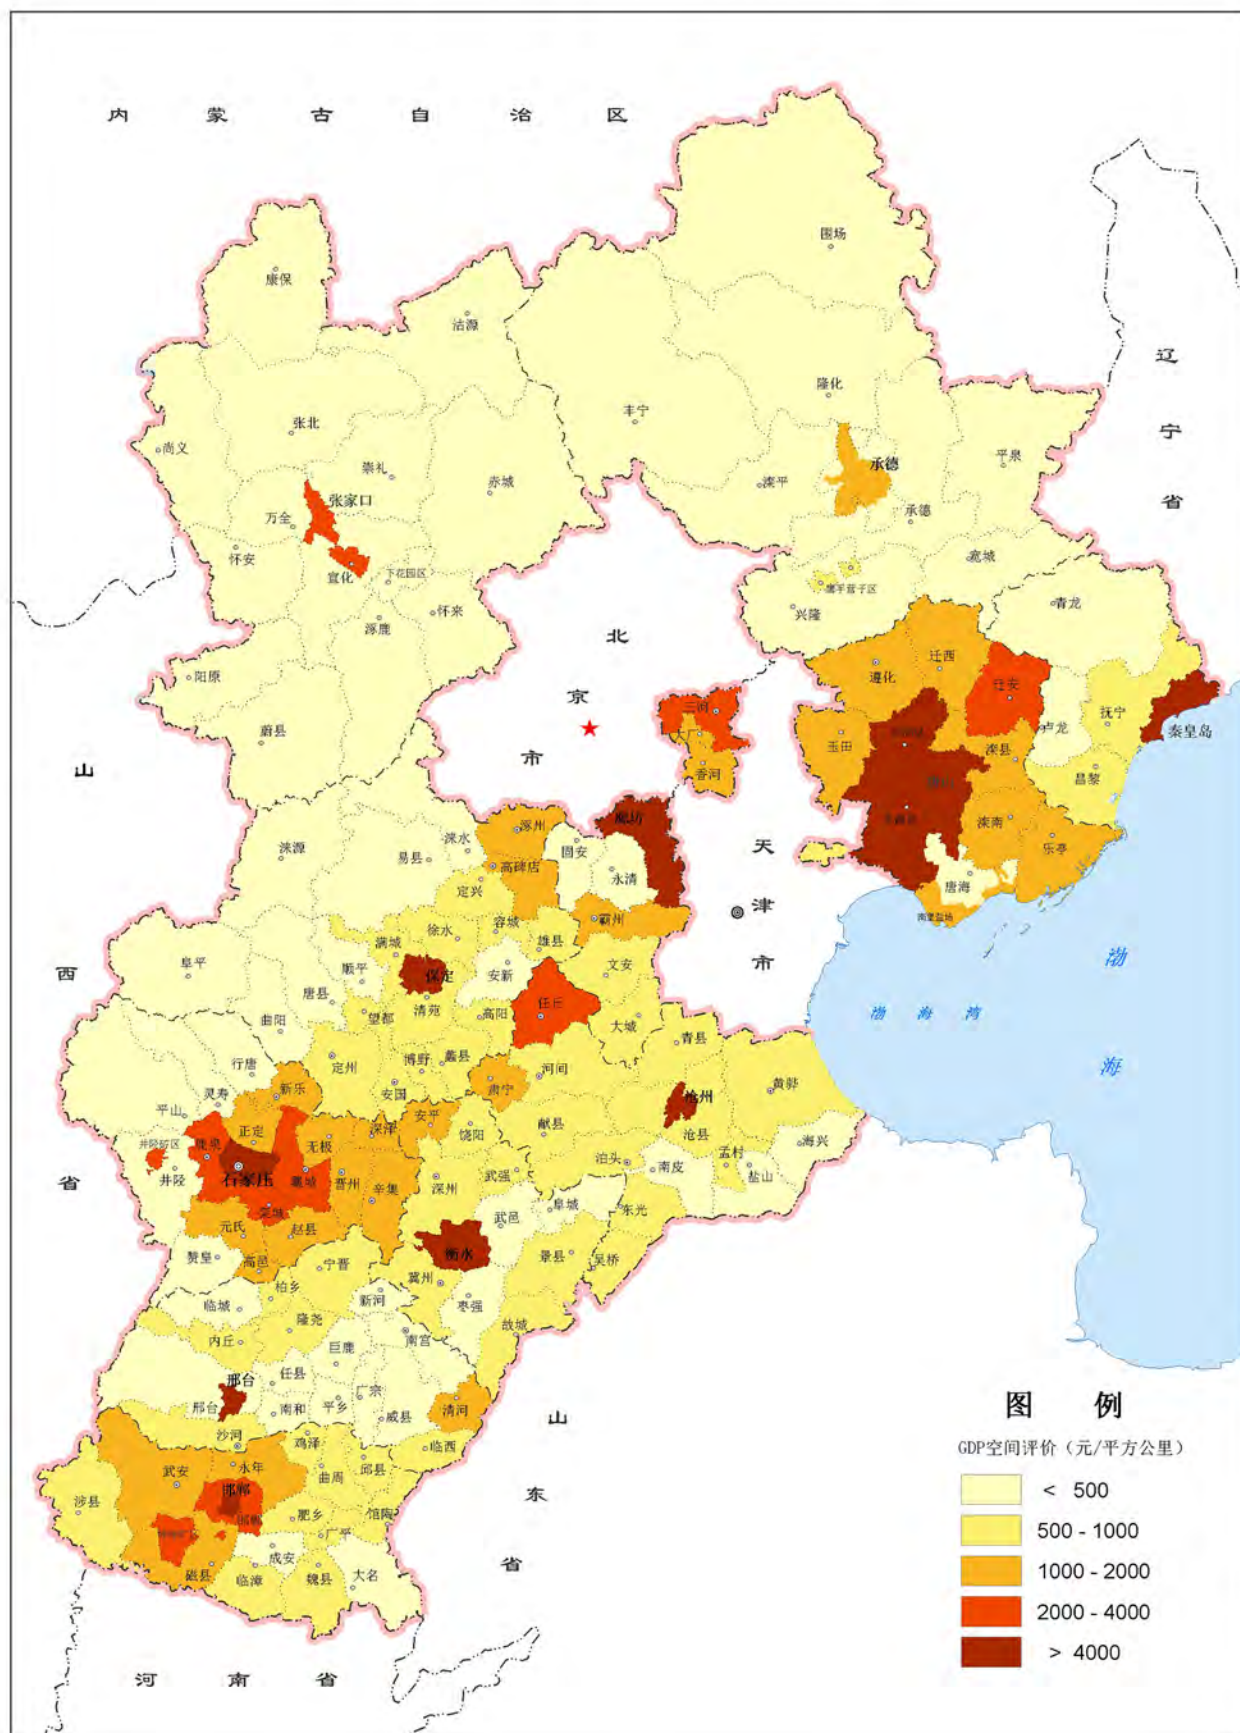 内蒙古自治区
围场
康保
沽源
辽宁省
隆化
丰宁
张北
尚义
崇礼
赤城
平泉
承德
滦平
张家口
万全
承德
怀安
宣化
下花园区
宽城
鹰手营子区
青龙
兴隆
怀来
涿鹿
北京市
阳原
迁西
遵化
迁安
三河
抚宁
秦皇岛
蔚县
大厂
玉田
卢龙
滦县
山西省
香河
昌黎
廊坊
涿州
滦南
乐亭
涞水
天津市
固安
涞源
易县
高碑店
永清
定兴
唐海
霸州
南堡盐场
容城
徐水
雄县
满城
渤海
阜平
保定
安新
文安
顺平
唐县
清苑
任丘
高阳
望都
大城
渤海湾
曲阳
青县
定州
博野
蠡县
河间
行唐
黄骅
新乐
安国
肃宁
灵寿
沧州
平山
安平
正定
深泽
献县
沧县
无极
饶阳
海兴
井陉矿区
鹿泉
泊头
孟村
井陉
石家庄
藁城
晋州
辛集
深州
武强
南皮
盐山
栾城
阜城
东光
元氏
赵县
武邑
赞皇
高邑
衡水
景县
吴桥
宁晋
冀州
柏乡
新河
枣强
临城
隆尧
故城
内丘
南宫
巨鹿
邢台
任县
广宗
邢台
南和
平乡
威县
清河
山东省
沙河
鸡泽
临西
武安
永年
曲周
邱县
邯郸
涉县
邯郸
肥乡
馆陶
广平
成安
磁县
临漳
魏县
大名
河南省
图例
GDP空间评价（元/平方公里）
< 500
500 - 1000
1000 - 2000
2000 - 4000
> 4000